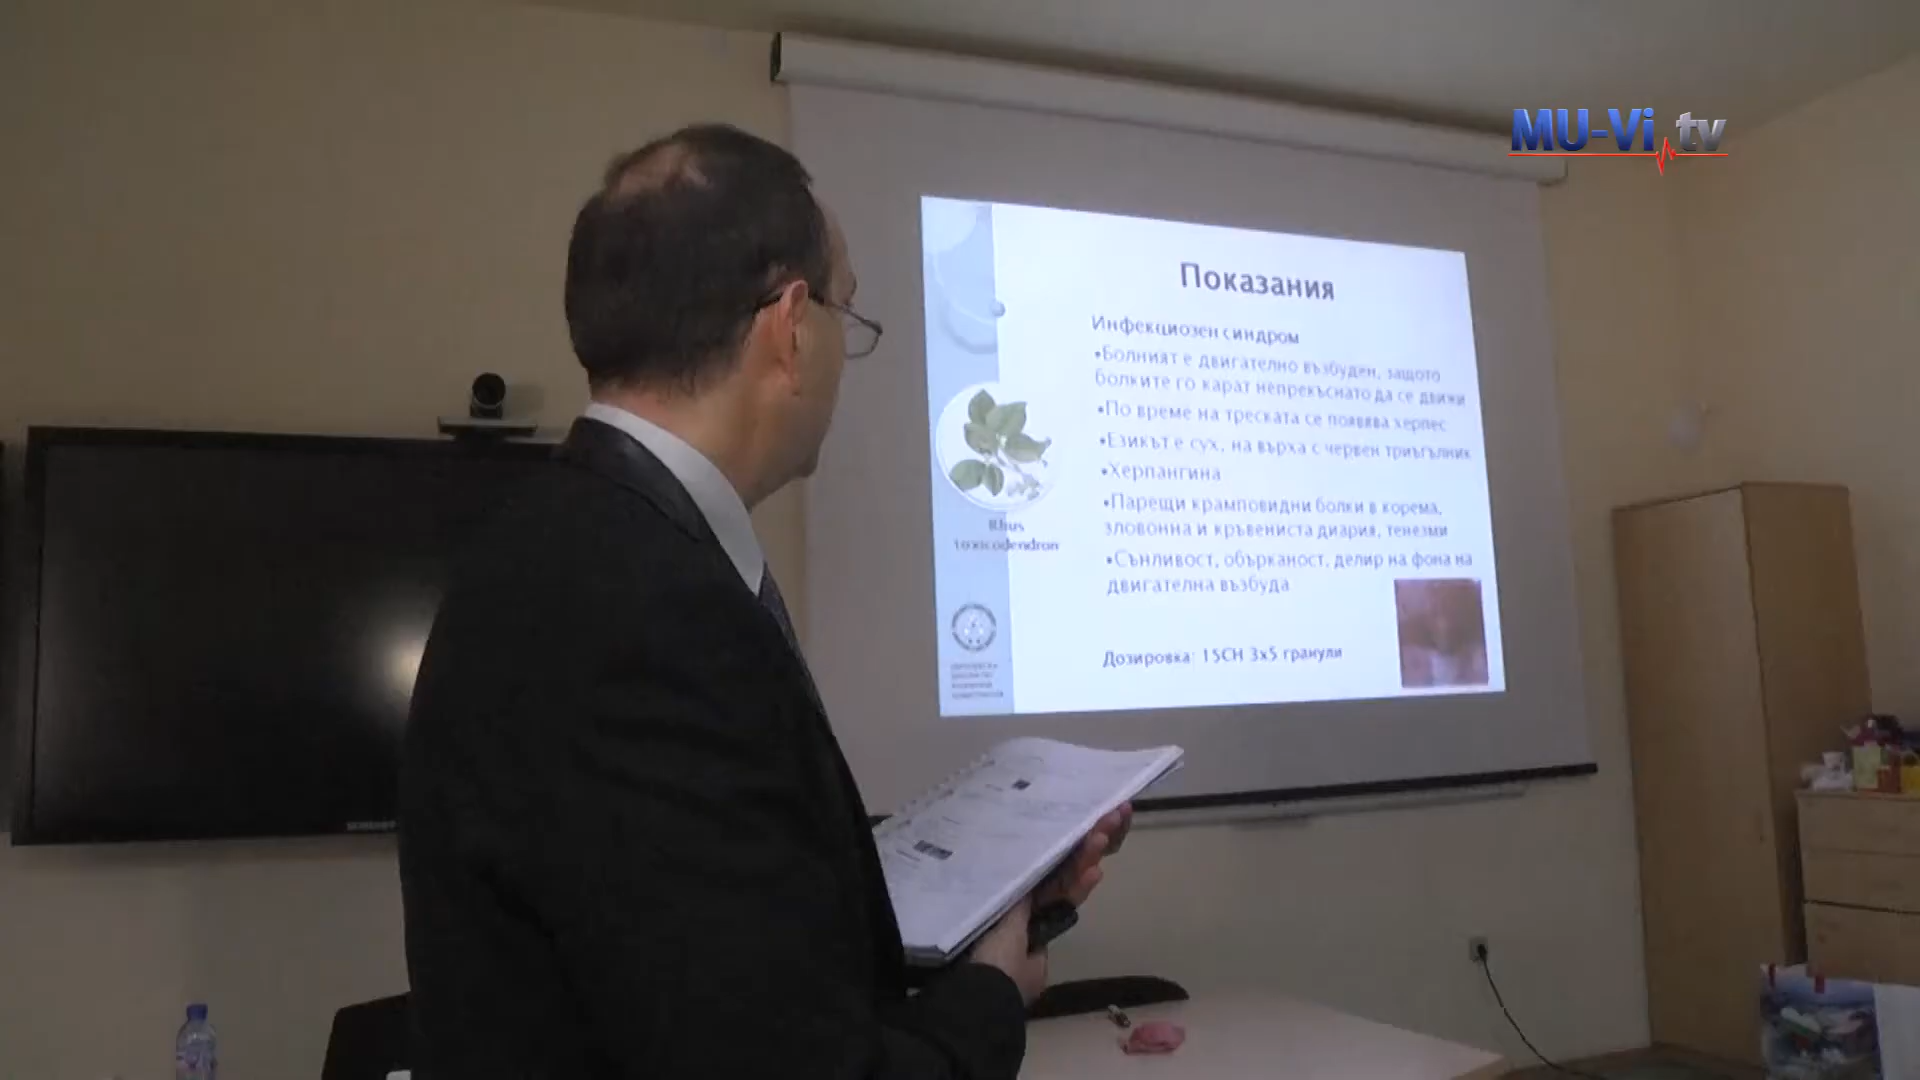 MU-Vi.tv
Показания
Инфекциозен синдром
•Болният е двигателно възбуден, защото
болките го карат непрекъснато да се движи
•По време на треската се появява херпес
•Езикът е сух, на върха с червен триъгълник
•Херпангина
•Парещи крамповидни болки в корема,
зловонна и кръвениста диария, тенезми
•Сънливост, обърканост, делир на фона на
двигателна възбуда
Дозировка: 15CH 3x5 гранули
Rhus
toxicodendron